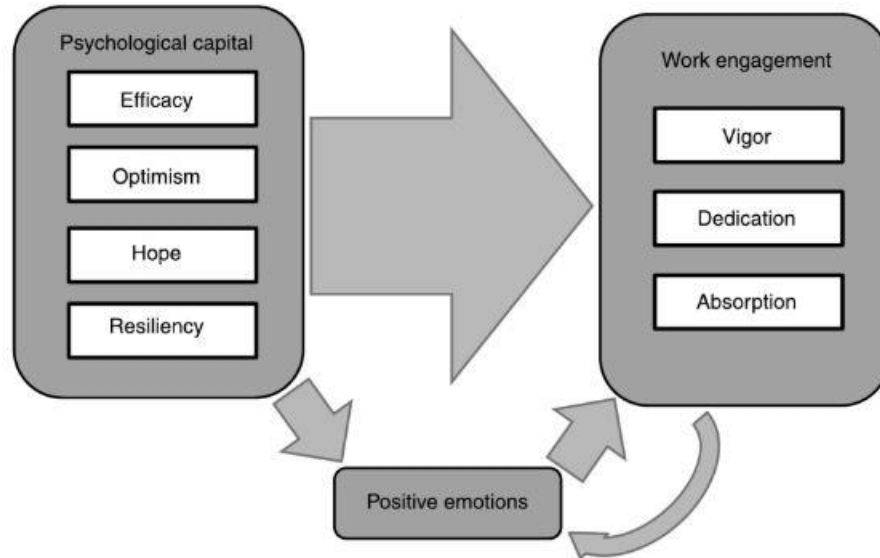 Psychological capital
Efficacy
Optimism
Hope
Resiliency
Work engagement
Vigor
Dedication
Absorption
Positive emotions